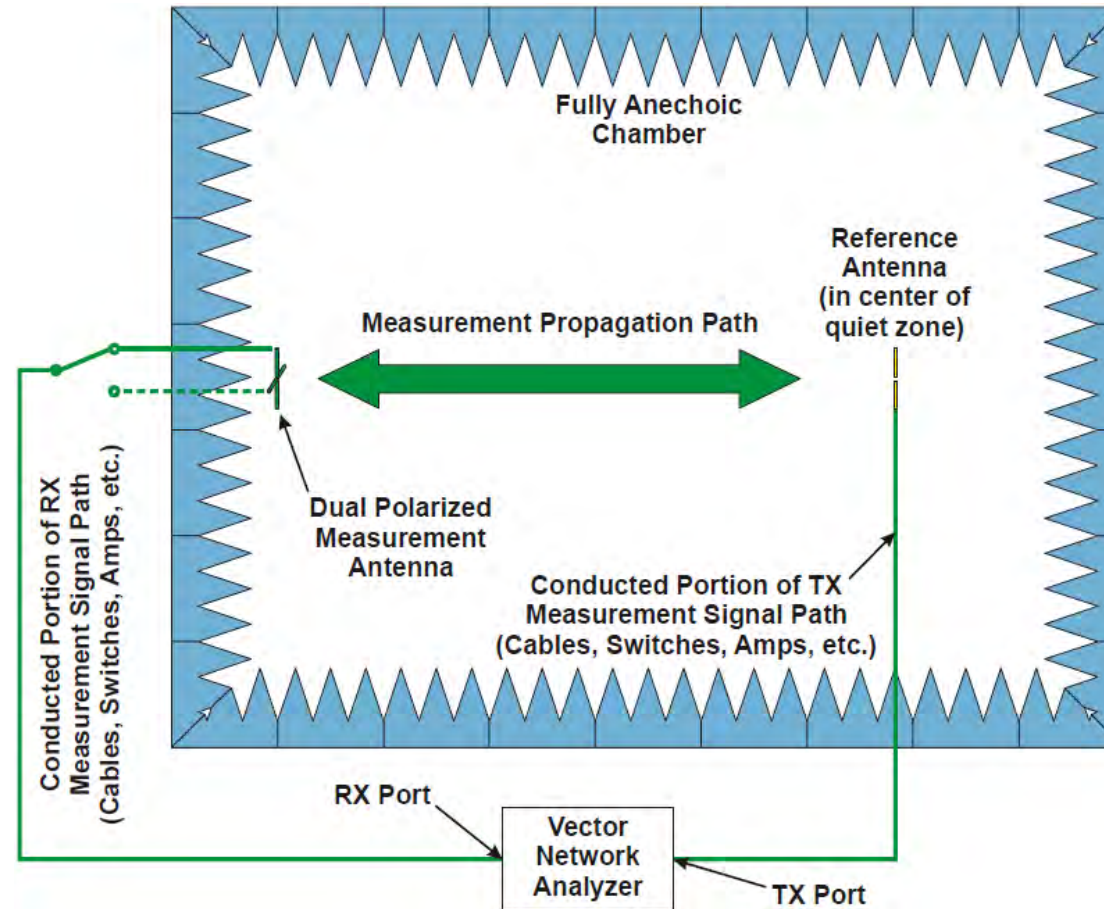 Fully Anechoic
Chamber
Reference
Antenna
(in center of
quiet zone)
Measurement Propagation Path
Conducted Portion of RX
Measurement Signal Path
(Cables, Switches, Amps, etc.)
Dual Polarized
Measurement
Antenna
Conducted Portion of TX
Measurement Signal Path
(Cables, Switches, Amps, etc.)
RX Port
Vector
Network
Analyzer
TX Port